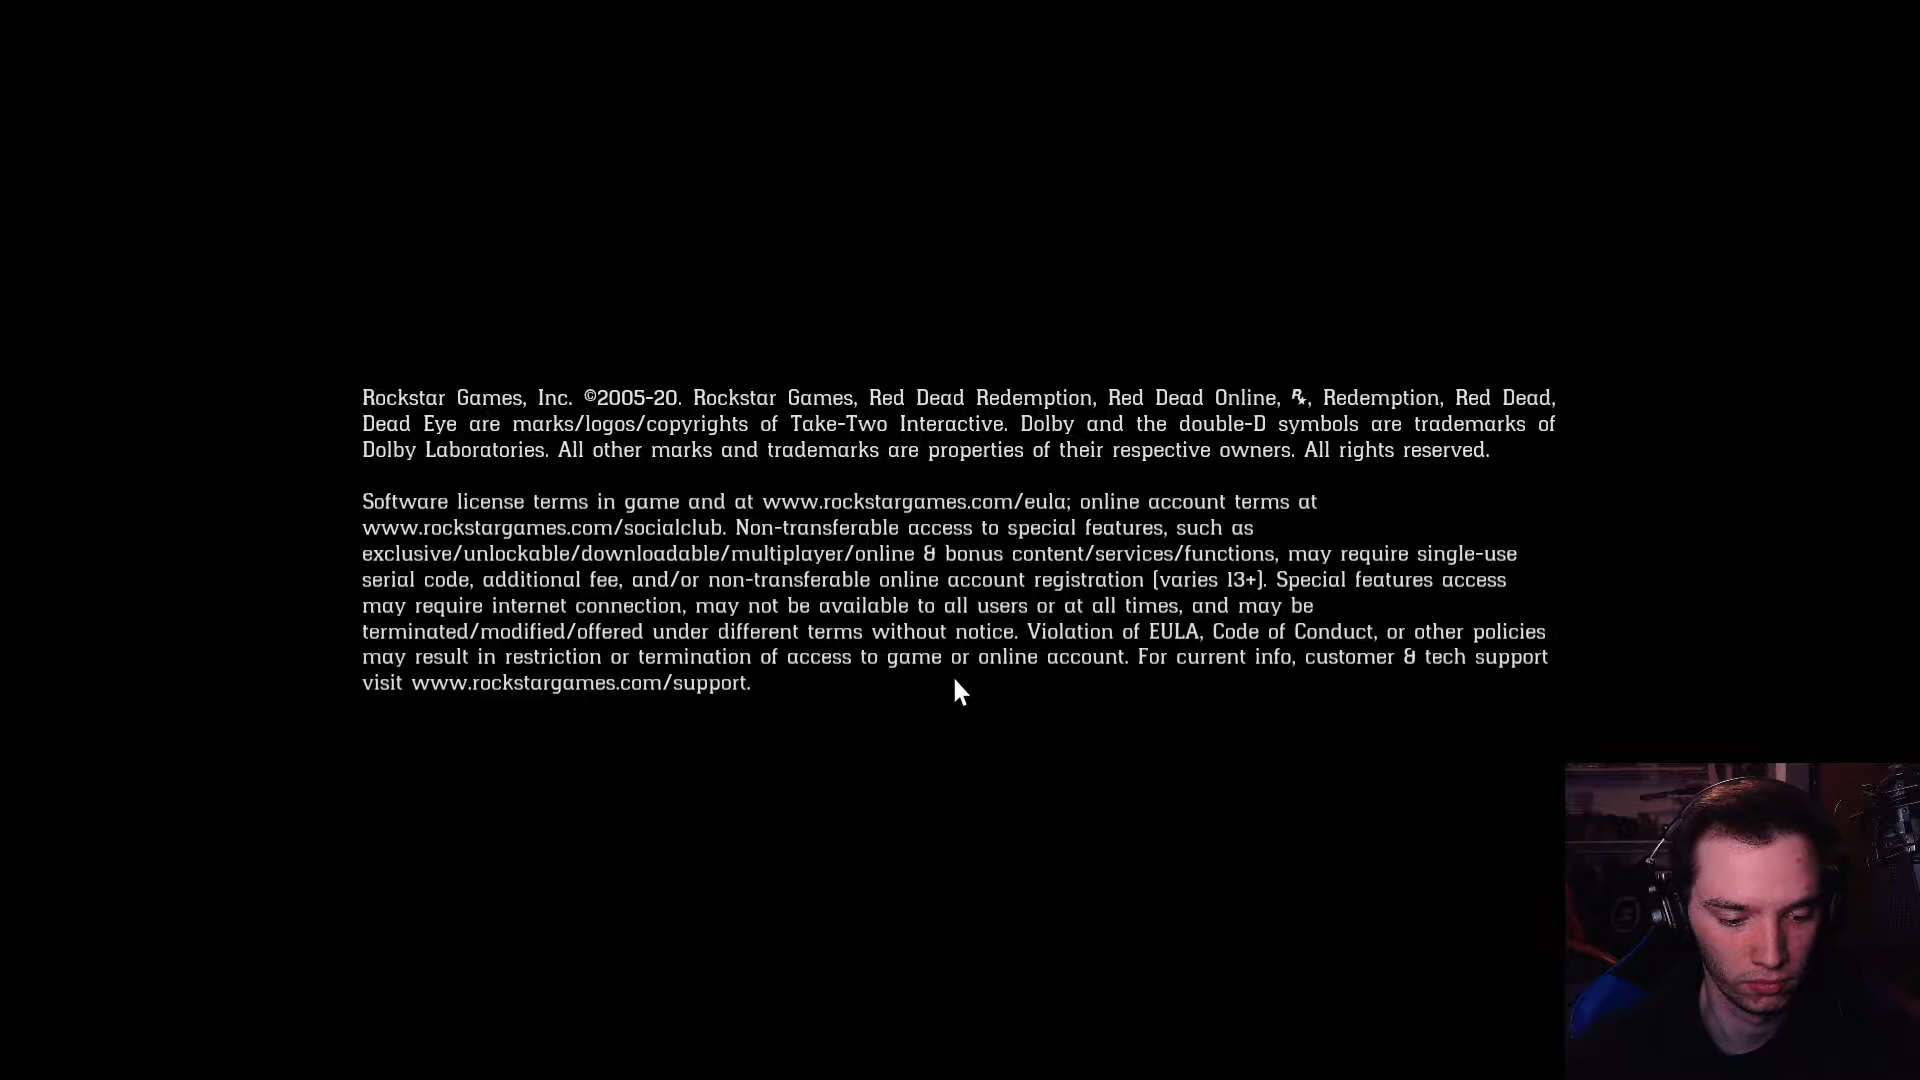 Rockstar Games, Inc. ©2005-20. Rockstar Games, Red Dead Redemption, Red Dead Online, R★, Redemption, Red Dead,
Dead Eye are marks/logos/copyrights of Take-Two Interactive. Dolby and the double-D symbols are trademarks of
Dolby Laboratories. All other marks and trademarks are properties of their respective owners. All rights reserved.
Software license terms in game and at www.rockstargames.com/eula; online account terms at
www.rockstargames.com/socialclub. Non-transferable access to special features, such as
exclusive/unlockable/downloadable/multiplayer/online & bonus content/services/functions, may require single-use
serial code, additional fee, and/or non-transferable online account registration (varies 13+). Special features access
may require internet connection, may not be available to all users or at all times, and may be
terminated/modified/offered under different terms without notice. Violation of EULA, Code of Conduct, or other policies
may result in restriction or termination of access to game or online account. For current info, customer & tech support
visit www.rockstargames.com/support.